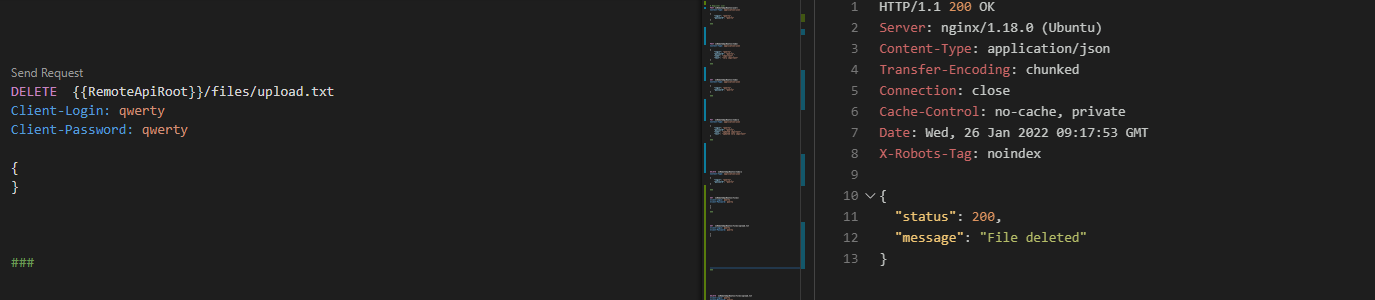 Send Request
DELETE  {{RemoteApiRoot}}/files/upload.txt
Client-Login: qwerty
Client-Password: qwerty
{
}
###
1 HTTP/1.1 200 OK
2 Server: nginx/1.18.0 (Ubuntu)
3 Content-Type: application/json
4 Transfer-Encoding: chunked
5 Connection: close
6 Cache-Control: no-cache, private
7 Date: Wed, 26 Jan 2022 09:17:53 GMT
8 X-Robots-Tag: noindex
9
10 {
11 "status": 200,
12 "message": "File deleted"
13 }